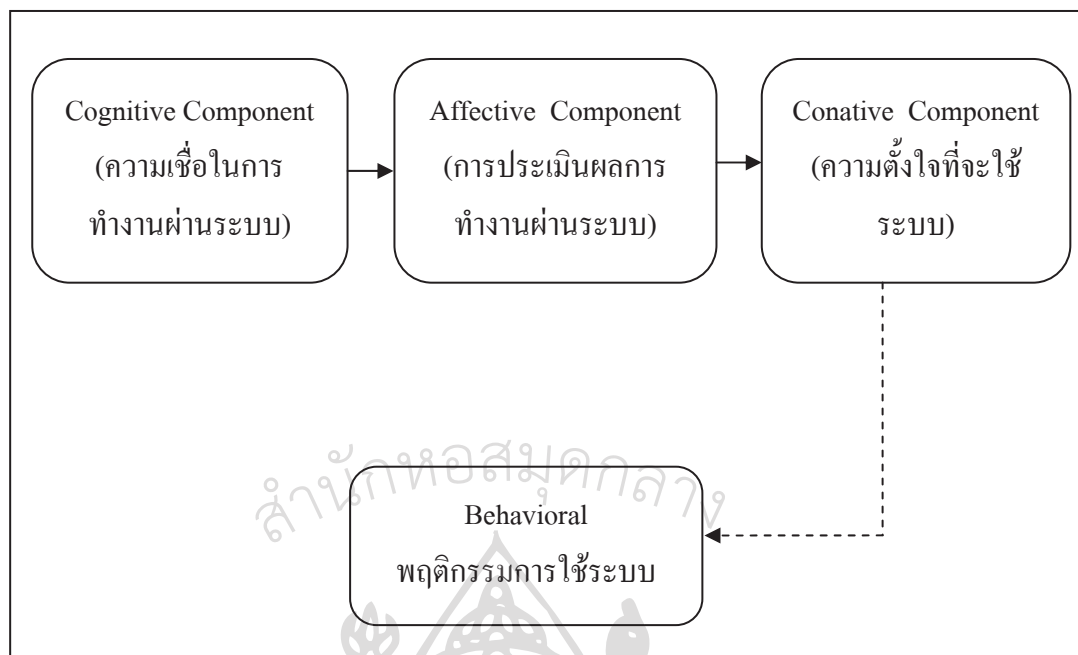 Cognitive Component
(ความเชื่อในการ
ทำงานผ่านระบบ)
Affective Component
(การประเมินผลการ
ทำงานผ่านระบบ)
Conative Component
(ความตั้งใจที่จะใช้
ระบบ)
สำนักหอสมุดกลาง
Behavioral
พฤติกรรมการใช้ระบบ